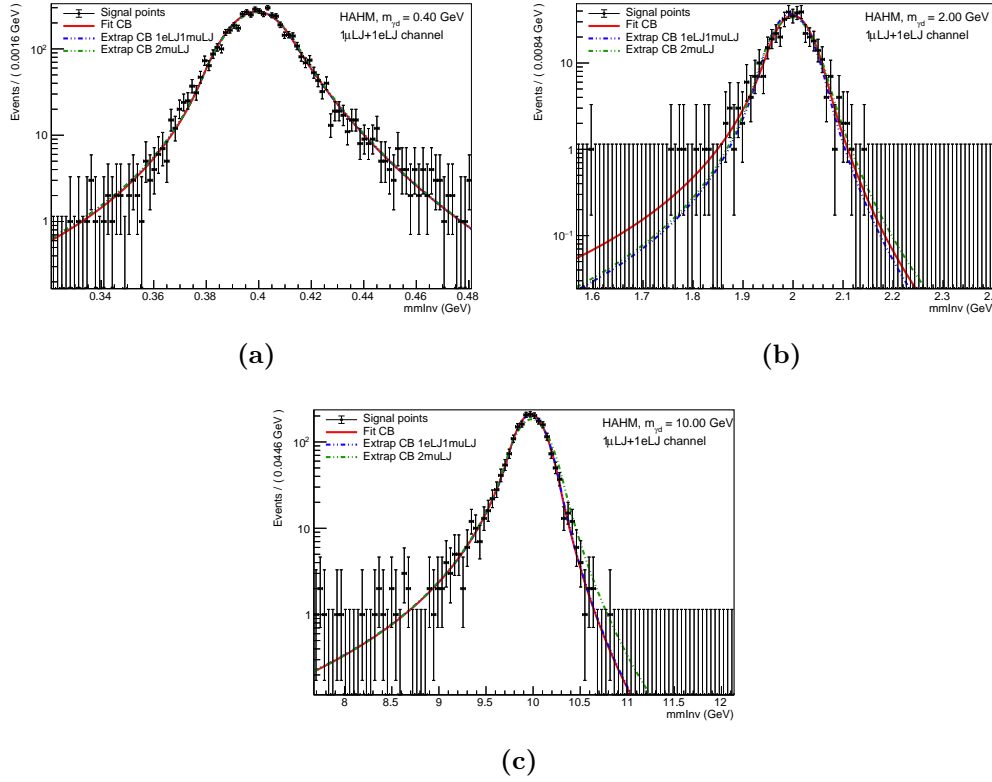 Events / ( 0.0016 GeV )
10²
10
1
Signal points
Fit CB
Extrap CB 1eLJ1muLJ
Extrap CB 2muLJ
HAHM, mγd = 0.40 GeV
1μLJ+1eLJ channel
0.34 0.36 0.38 0.4 0.42 0.44 0.46 0.48
mmInv (GeV)
(a)
Events / ( 0.0084 GeV )
10
1
10⁻¹
Signal points
Fit CB
Extrap CB 1eLJ1muLJ
Extrap CB 2muLJ
HAHM, mγd = 2.00 GeV
1μLJ+1eLJ channel
1.6 1.7 1.8 1.9 2 2.1 2.2 2.3 2.4
mmInv (GeV)
(b)
Events / ( 0.0446 GeV )
10²
10
1
Signal points
Fit CB
Extrap CB 1eLJ1muLJ
Extrap CB 2muLJ
HAHM, mγd = 10.00 GeV
1μLJ+1eLJ channel
8 8.5 9 9.5 10 10.5 11 11.5 12
mmInv (GeV)
(c)